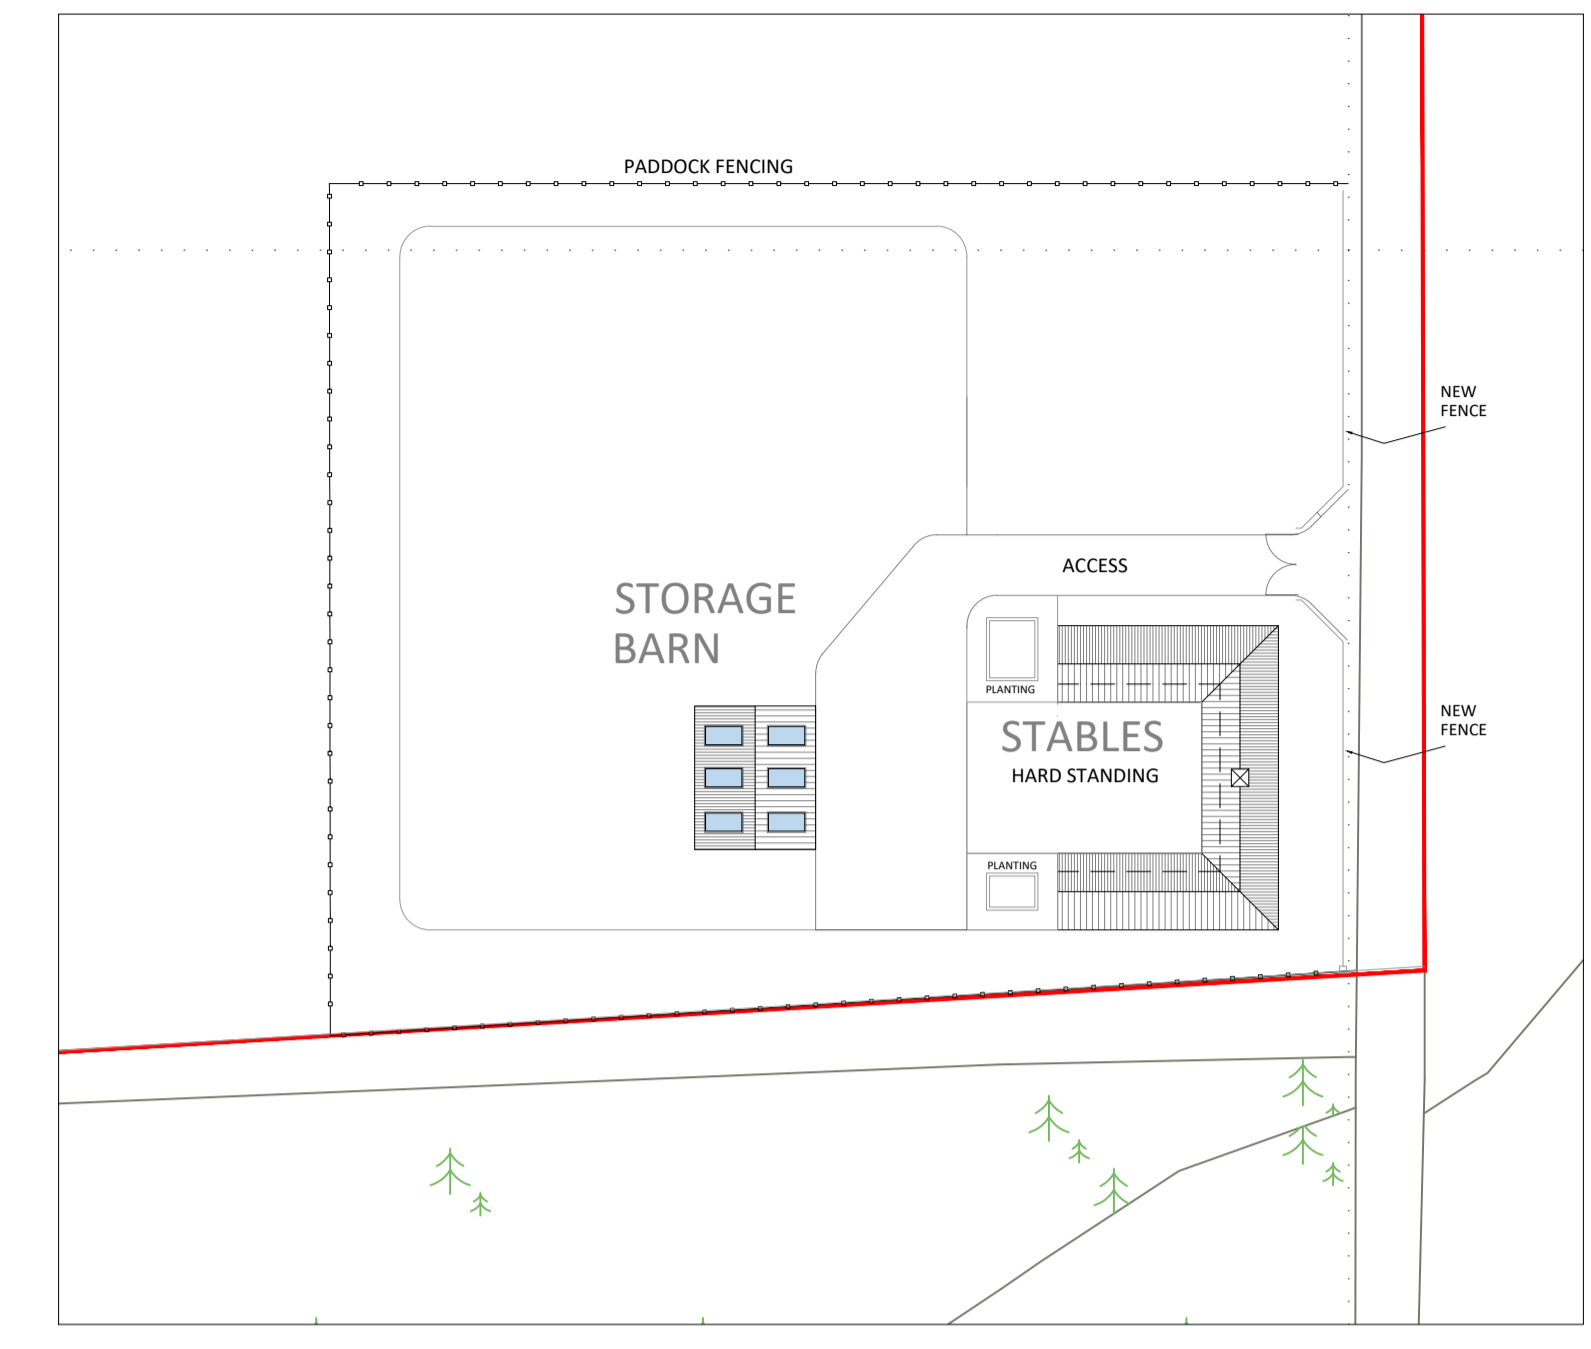 PADDOCK FENCING
NEW
FENCE
ACCESS
STORAGE
BARN
PLANTING
STABLES
HARD STANDING
NEW
FENCE
PLANTING